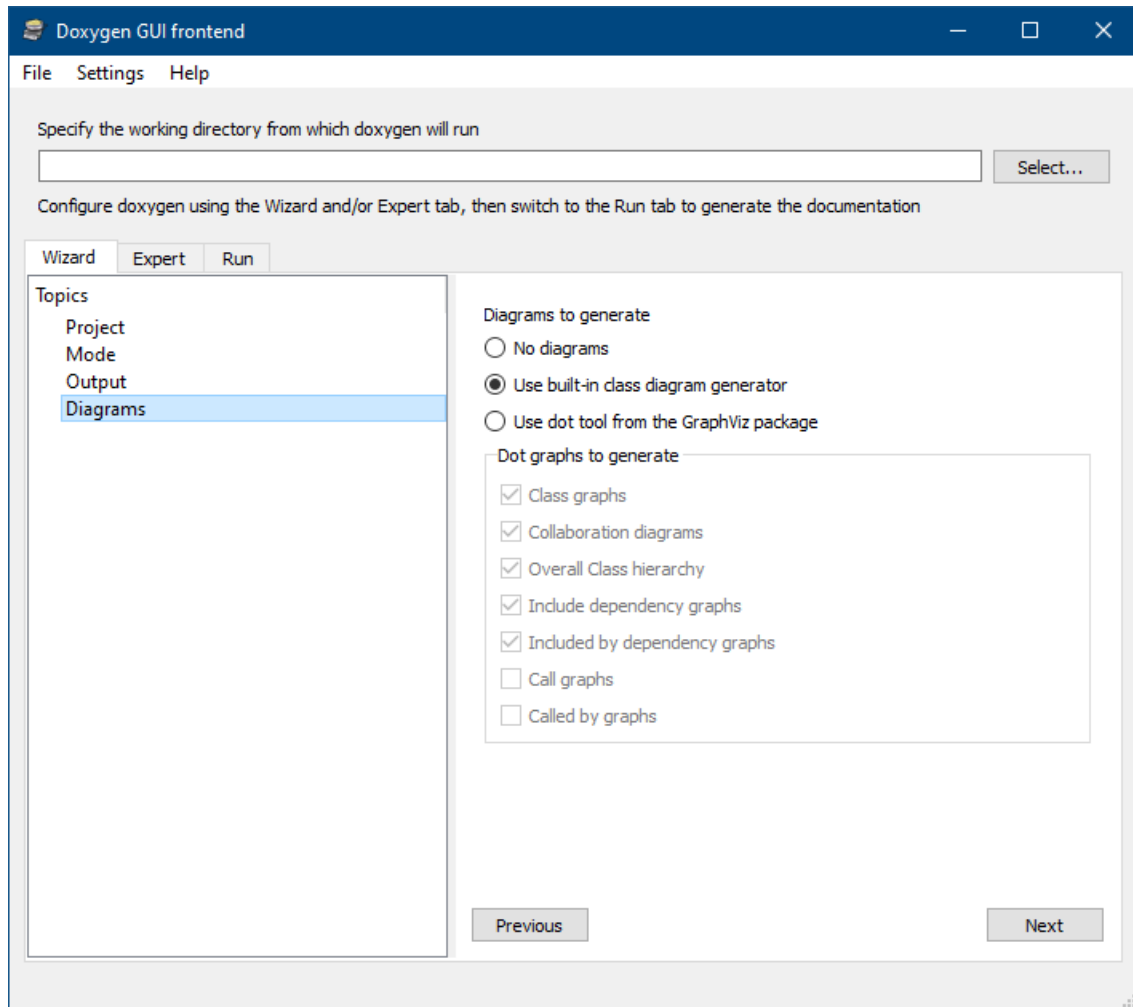 Doxygen GUI frontend
File Settings Help
Specify the working directory from which doxygen will run
Select...
Configure doxygen using the Wizard and/or Expert tab, then switch to the Run tab to generate the documentation
Wizard Expert Run
Topics
Project
Mode
Output
Diagrams
Diagrams to generate
No diagrams
Use built-in class diagram generator
Use dot tool from the GraphViz package
Dot graphs to generate
Class graphs
Collaboration diagrams
Overall Class hierarchy
Include dependency graphs
Included by dependency graphs
Call graphs
Called by graphs
Previous Next